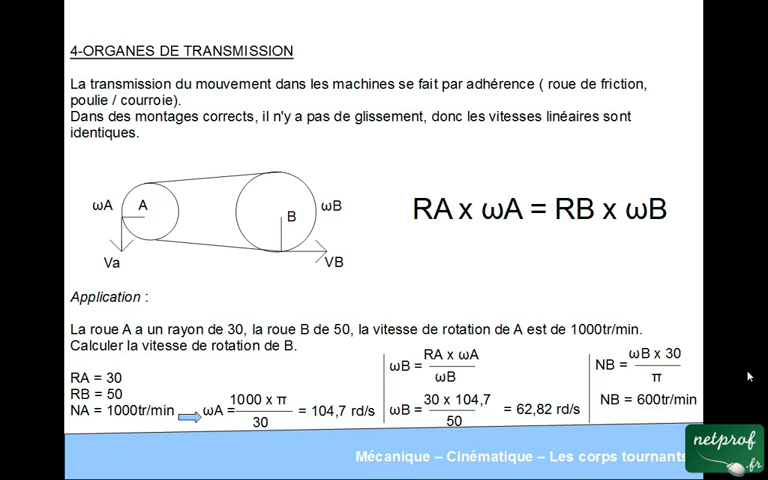 4-ORGANES DE TRANSMISSION
La transmission du mouvement dans les machines se fait par adhérence ( roue de friction,
poulie / courroie).
Dans des montages corrects, il n'y a pas de glissement, donc les vitesses linéaires sont
identiques.
ωA A B ωB
Va VB
RA x ωA = RB x ωB
Application :
La roue A a un rayon de 30, la roue B de 50, la vitesse de rotation de A est de 1000tr/min.
Calculer la vitesse de rotation de B.
RA = 30
RB = 50
NA = 1000tr/min
ωA = 1000 x π / 30 = 104,7 rd/s
ωB = RA x ωA / ωB
ωB = 30 x 104,7 / 50 = 62,82 rd/s
NB = ωB x 30 / π
NB = 600tr/min
Mécanique – Cinématique – Les corps tournants
netprof
.fr